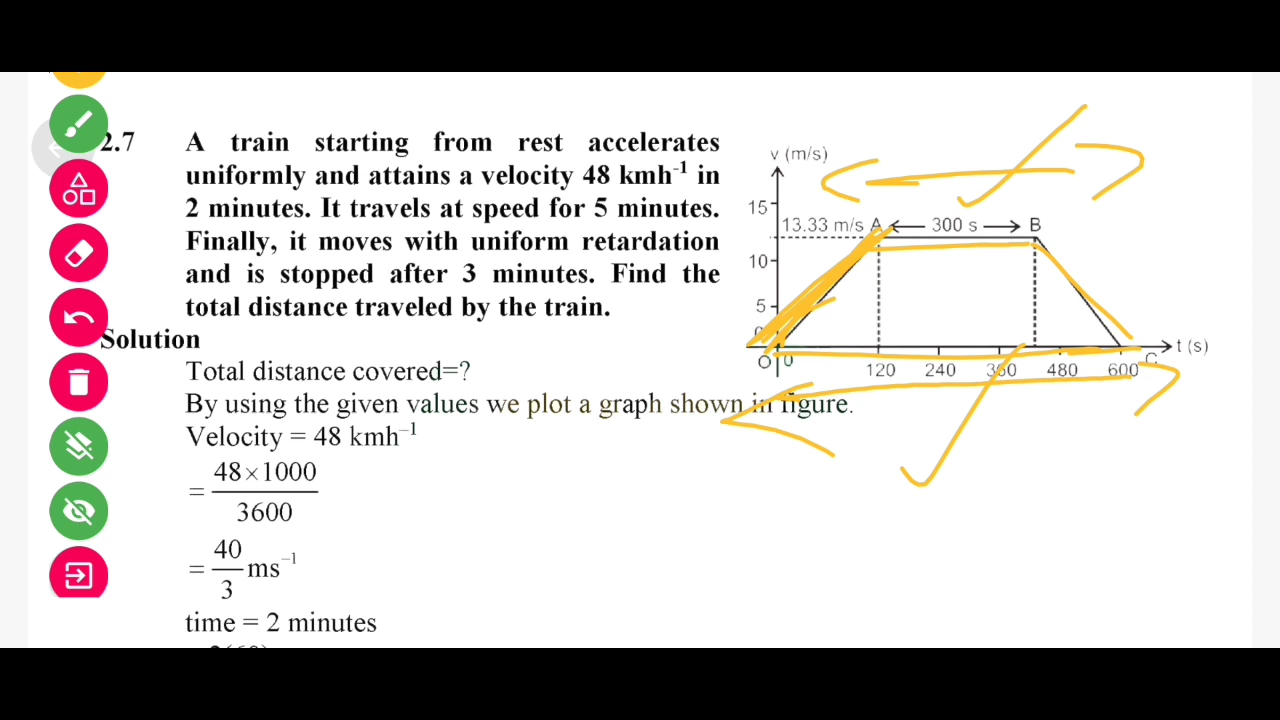 2.7 A train starting from rest accelerates
uniformly and attains a velocity 48 kmh⁻¹ in
2 minutes. It travels at speed for 5 minutes.
Finally, it moves with uniform retardation
and is stopped after 3 minutes. Find the
total distance traveled by the train.
Solution
Total distance covered=?
By using the given values we plot a graph shown in figure.
Velocity = 48 kmh⁻¹
= 48×1000
3600
= 40
3 ms⁻¹
time = 2 minutes
v (m/s)
15
13.33 m/s A 300 s B
10
5
O 0 120 240 360 480 600 C t (s)